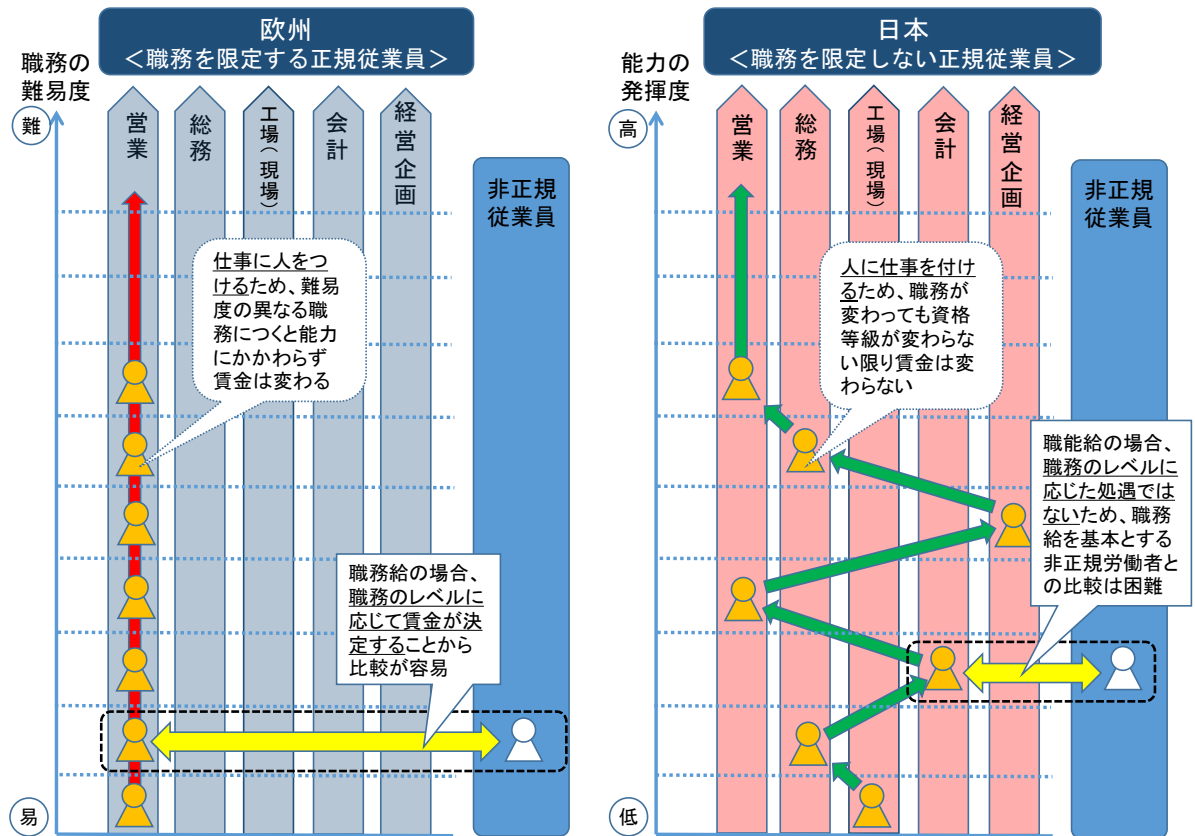 欧州
＜職務を限定する正規従業員＞
職務の
難易度
難
営業
総務
工場（現場）
会計
経営企画
非正規
従業員
仕事に人をつ
けるため、難易
度の異なる職
務につくと能力
にかかわらず
賃金は変わる
職務給の場合、
職務のレベルに
応じて賃金が決
定することから
比較が容易
易
日本
＜職務を限定しない正規従業員＞
能力の
発揮度
高
営業
総務
工場（現場）
会計
経営企画
非正規
従業員
人に仕事を付け
るため、職務が
変わっても資格
等級が変わらな
い限り賃金は変
わらない
職能給の場合、
職務のレベルに
応じた処遇では
ないため、職務
給を基本とする
非正規労働者と
の比較は困難
低